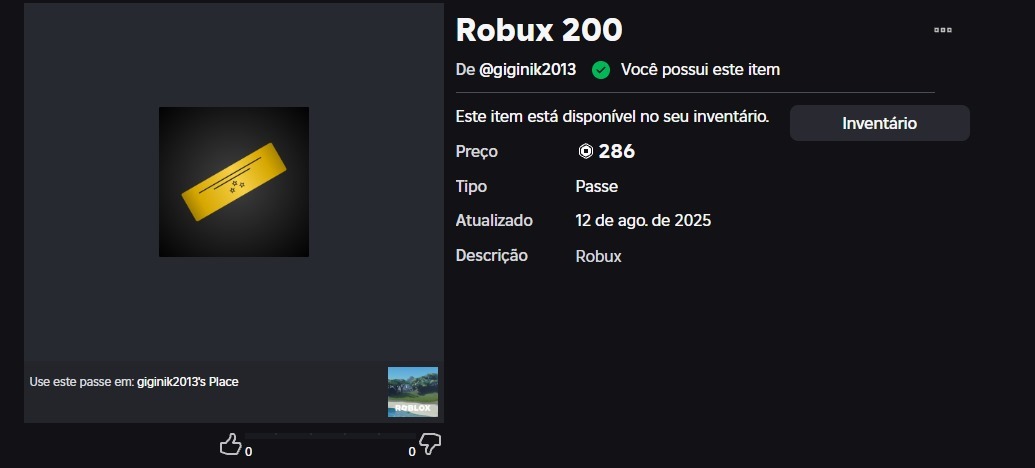 Robux 200
De @giginik2013 Você possui este item
Este item está disponível no seu inventário.
Inventário
Preço 286
Tipo Passe
Atualizado 12 de ago. de 2025
Descrição Robux
Use este passe em: giginik2013's Place
ROBLOX
0 0